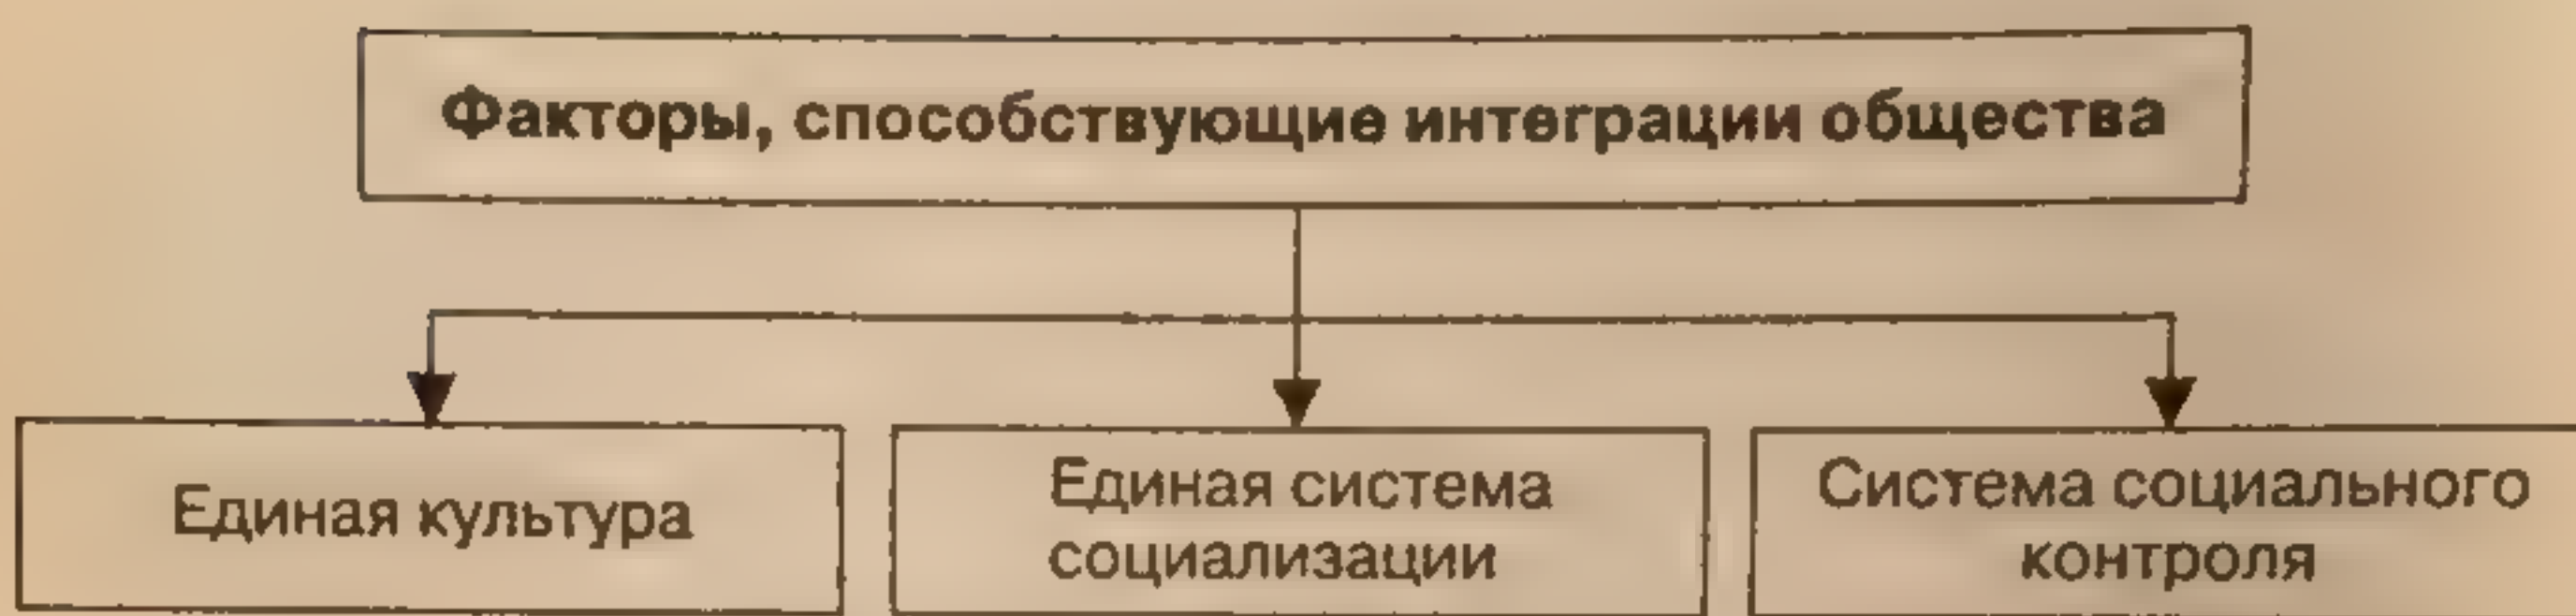 Факторы, способствующие интеграции общества
Единая культура
Единая система
социализации
Система социального
контроля